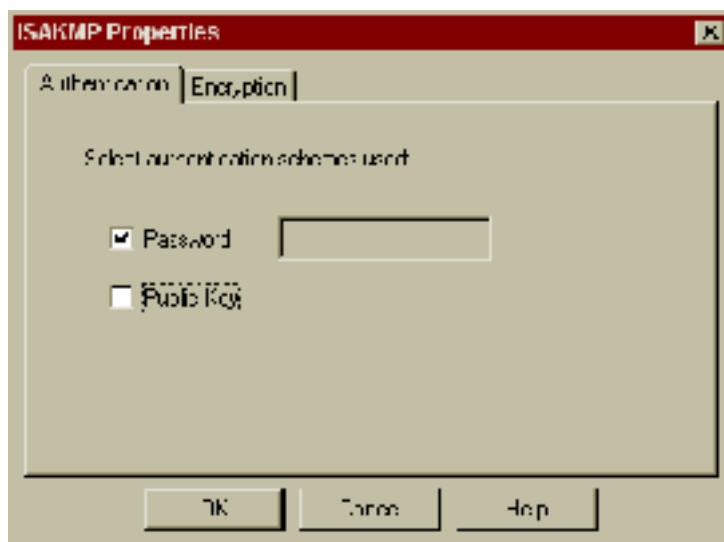 ISAKMP Properties
Authentication
Encryption
Select authentication schemes used
Password
Public Key
OK
Cancel
Help